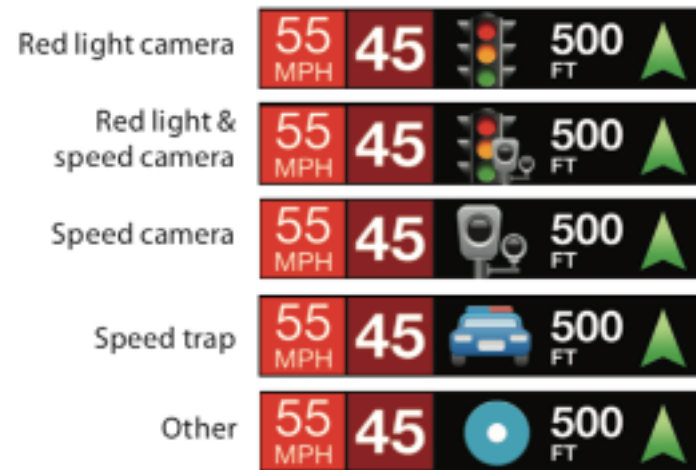 Red light camera 55 MPH 45 500 FT
Red light &
speed camera 55 MPH 45 500 FT
Speed camera 55 MPH 45 500 FT
Speed trap 55 MPH 45 500 FT
Other 55 MPH 45 500 FT